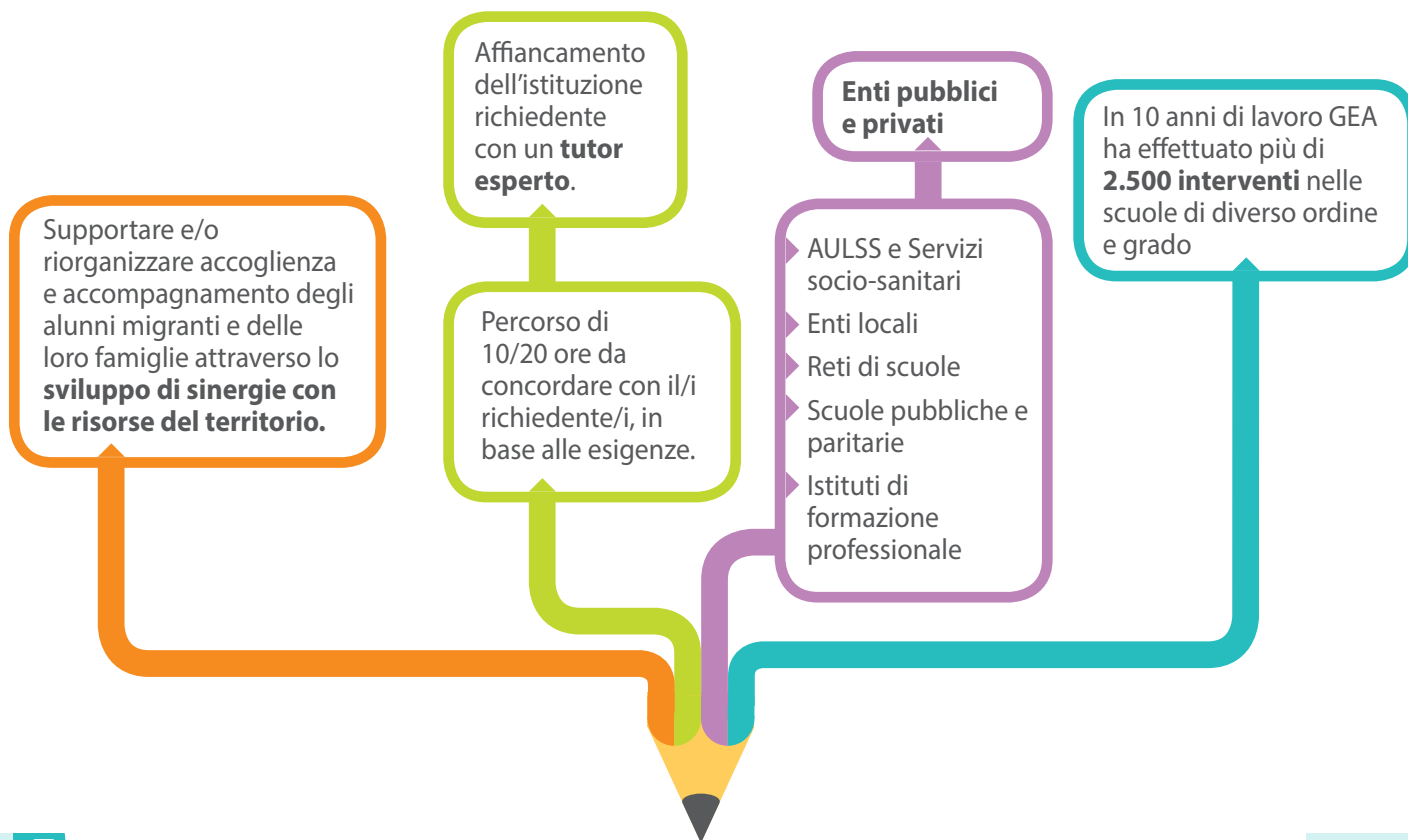 Supportare e/o
riorganizzare accoglienza
e accompagnamento degli
alunni migranti e delle
loro famiglie attraverso lo
sviluppo di sinergie con
le risorse del territorio.
Affiancamento
dell'istituzione
richiedente
con un tutor
esperto.
Percorso di
10/20 ore da
concordare con il/i
richiedente/i, in
base alle esigenze.
Enti pubblici
e privati
AULSS e Servizi
socio-sanitari
Enti locali
Reti di scuole
Scuole pubbliche e
paritarie
Istituti di
formazione
professionale
In 10 anni di lavoro GEA
ha effettuato più di
2.500 interventi nelle
scuole di diverso ordine
e grado